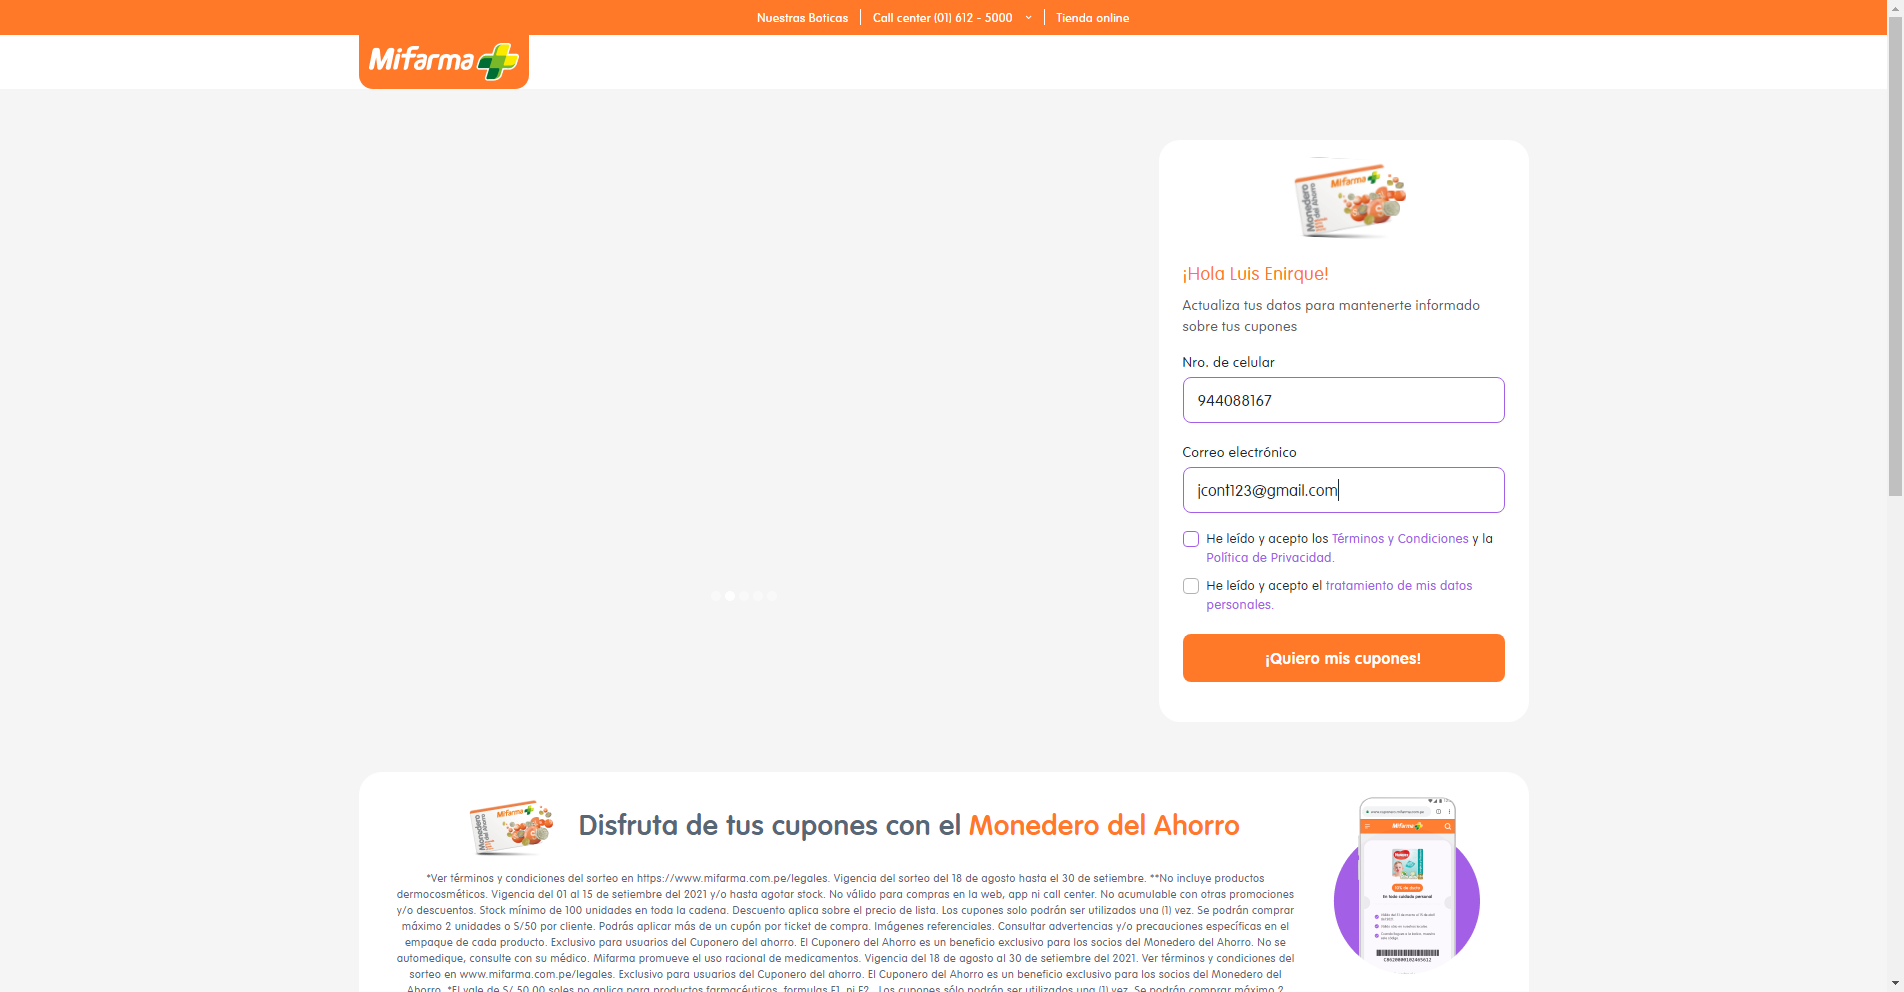 Nuestras Boticas
Call center (01) 612 - 5000
Tienda online
Mifarma
Mifarma
Monedero
del Ahorro
¡Hola Luis Enirque!
Actualiza tus datos para mantenerte informado
sobre tus cupones
Nro. de celular
944088167
Correo electrónico
jcont123@gmail.com
He leído y acepto los Términos y Condiciones y la
Política de Privacidad.
He leído y acepto el tratamiento de mis datos
personales.
¡Quiero mis cupones!
Mifarma
Monedero
del Ahorro
Disfruta de tus cupones con el Monedero del Ahorro
*Ver términos y condiciones del sorteo en https://www.mifarma.com.pe/legales. Vigencia del sorteo del 18 de agosto hasta el 30 de setiembre. **No incluye productos
dermocosméticos. Vigencia del 01 al 15 de setiembre del 2021 y/o hasta agotar stock. No válido para compras en la web, app ni call center. No acumulable con otras promociones
y/o descuentos. Stock mínimo de 100 unidades en toda la cadena. Descuento aplica sobre el precio de lista. Los cupones solo podrán ser utilizados una (1) vez. Se podrán comprar
máximo 2 unidades o S/50 por cliente. Podrás aplicar más de un cupón por ticket de compra. Imágenes referenciales. Consultar advertencias y/o precauciones específicas en el
empaque de cada producto. Exclusivo para usuarios del Cuponero del ahorro. El Cuponero del Ahorro es un beneficio exclusivo para los socios del Monedero del Ahorro. No se
automedique, consulte con su médico. Mifarma promueve el uso racional de medicamentos. Vigencia del 18 de agosto al 30 de setiembre del 2021. Ver términos y condiciones del
sorteo en www.mifarma.com.pe/legales. Exclusivo para usuarios del Cuponero del ahorro. El Cuponero del Ahorro es un beneficio exclusivo para los socios del Monedero del
Ahorro. *El vale de S/ 50.00 soles no aplica para productos farmacéuticos, formulas F1, ni F2. Los cupones sólo podrán ser utilizados una (1) vez. Se podrán comprar máximo 2
Mifarma
En todo cuidado personal